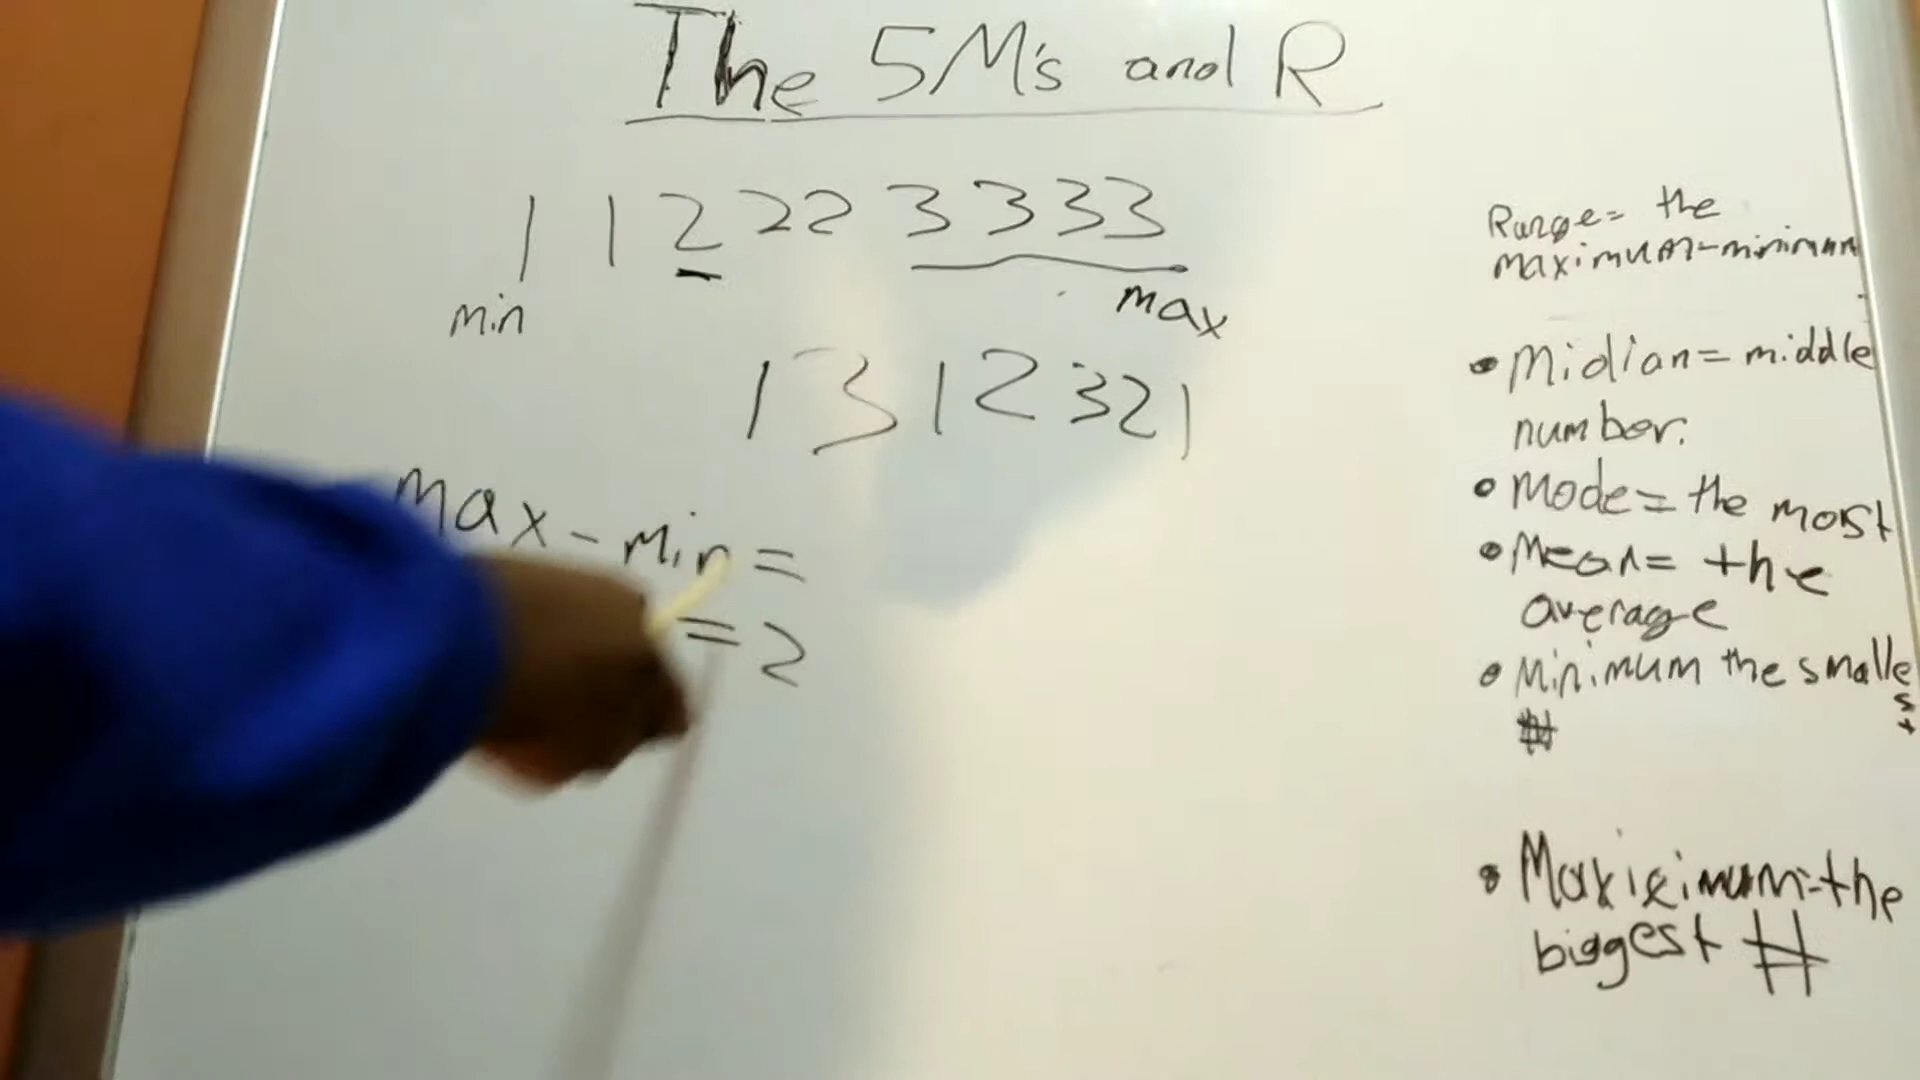 The 5M's and R
1 1 2 2 2 3 3 3 3
min
max
1 3 1 2 3 2 1
max - min =
= 2
Range = the
maximum - minimum
• Midian = middle
number.
• Mode = the most
• Mean = the
average
• Minimum the smallest
#
• Maxiximum = the
biggest #